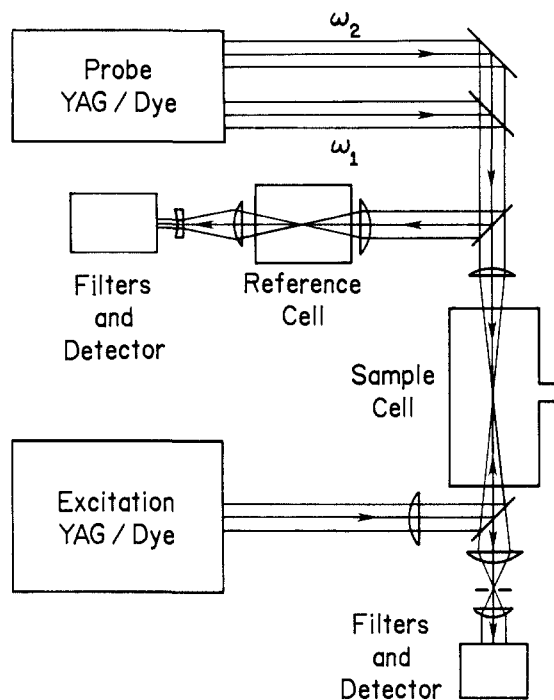 ω2
Probe
YAG / Dye
ω1
Filters
and
Detector
Reference
Cell
Sample
Cell
Excitation
YAG / Dye
Filters
and
Detector